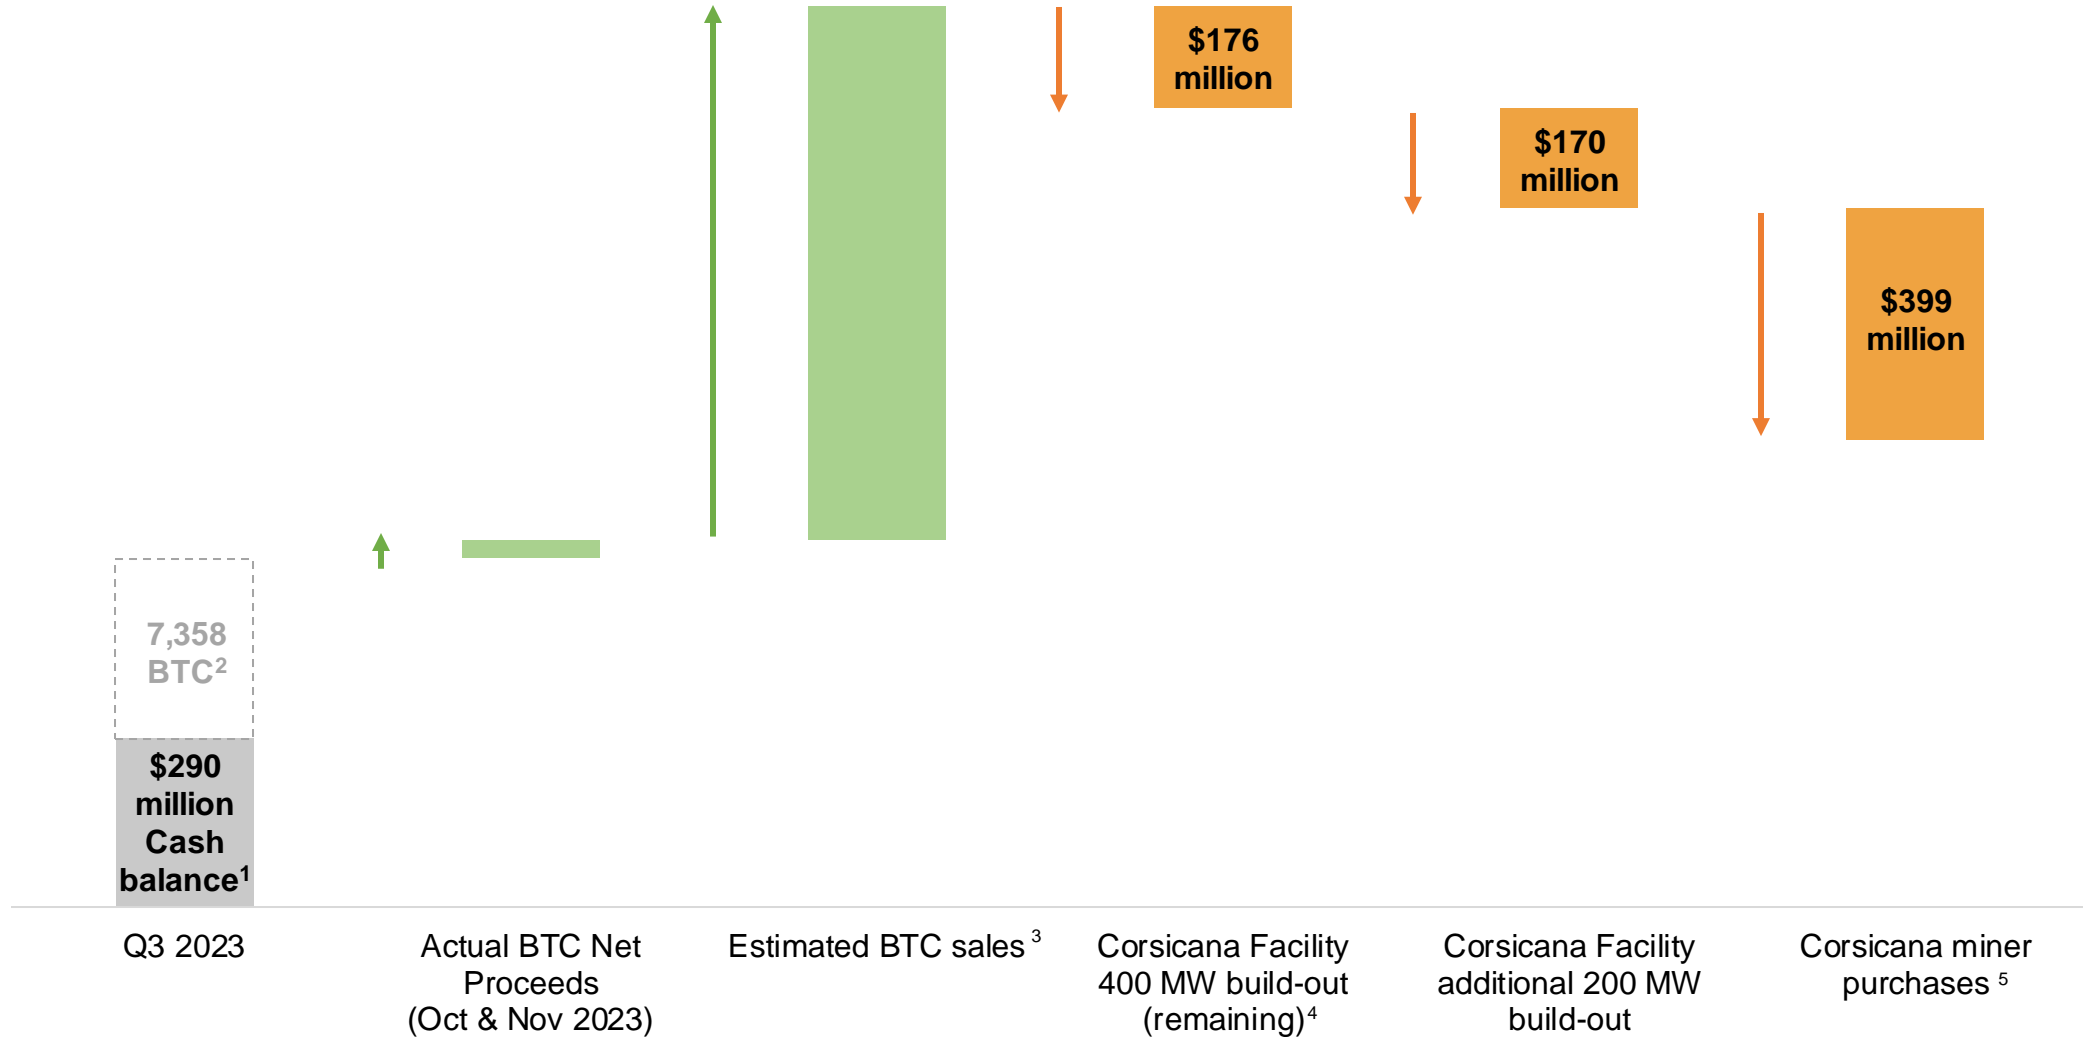 $176
million
$170
million
$399
million
7,358
BTC²
$290
million
Cash
balance¹
Q3 2023
Actual BTC Net
Proceeds
(Oct & Nov 2023)
Estimated BTC sales ³
Corsicana Facility
400 MW build-out
(remaining)⁴
Corsicana Facility
additional 200 MW
build-out
Corsicana miner
purchases ⁵